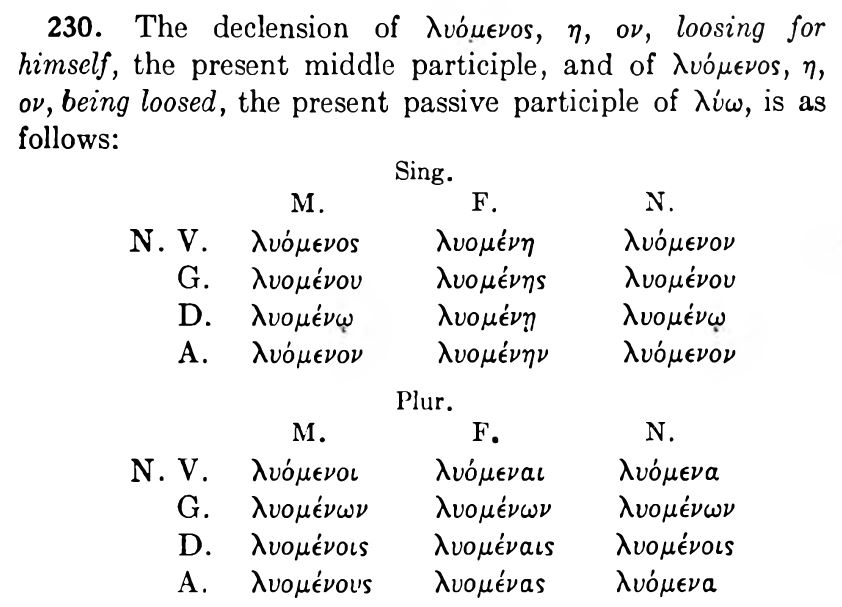 230. The declension of λυόμενος, η, ον, loosing for
himself, the present middle participle, and of λυόμενος, η,
ον, being loosed, the present passive participle of λύω, is as
follows:
Sing.
M. F. N.
N. V. λυόμενος λυομένη λυόμενον
G. λυομένου λυομένης λυομένου
D. λυομένῳ λυομένῃ λυομένῳ
A. λυόμενον λυομένην λυόμενον
Plur.
M. F. N.
N. V. λυόμενοι λυόμεναι λυόμενα
G. λυομένων λυομένων λυομένων
D. λυομένοις λυομέναις λυομένοις
A. λυομένους λυομένας λυόμενα